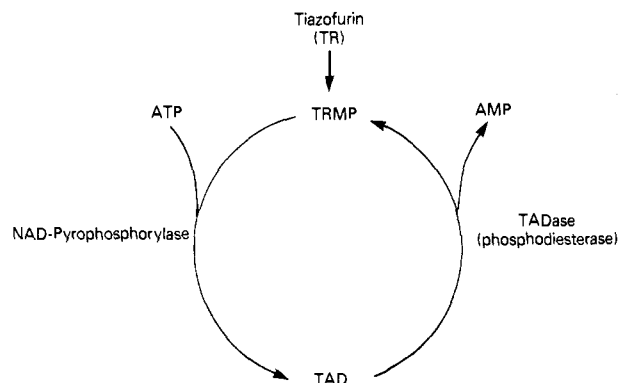 Tiazofurin
(TR)
ATP
TRMP
AMP
NAD-Pyrophosphorylase
TADase
(phosphodiesterase)
TAD